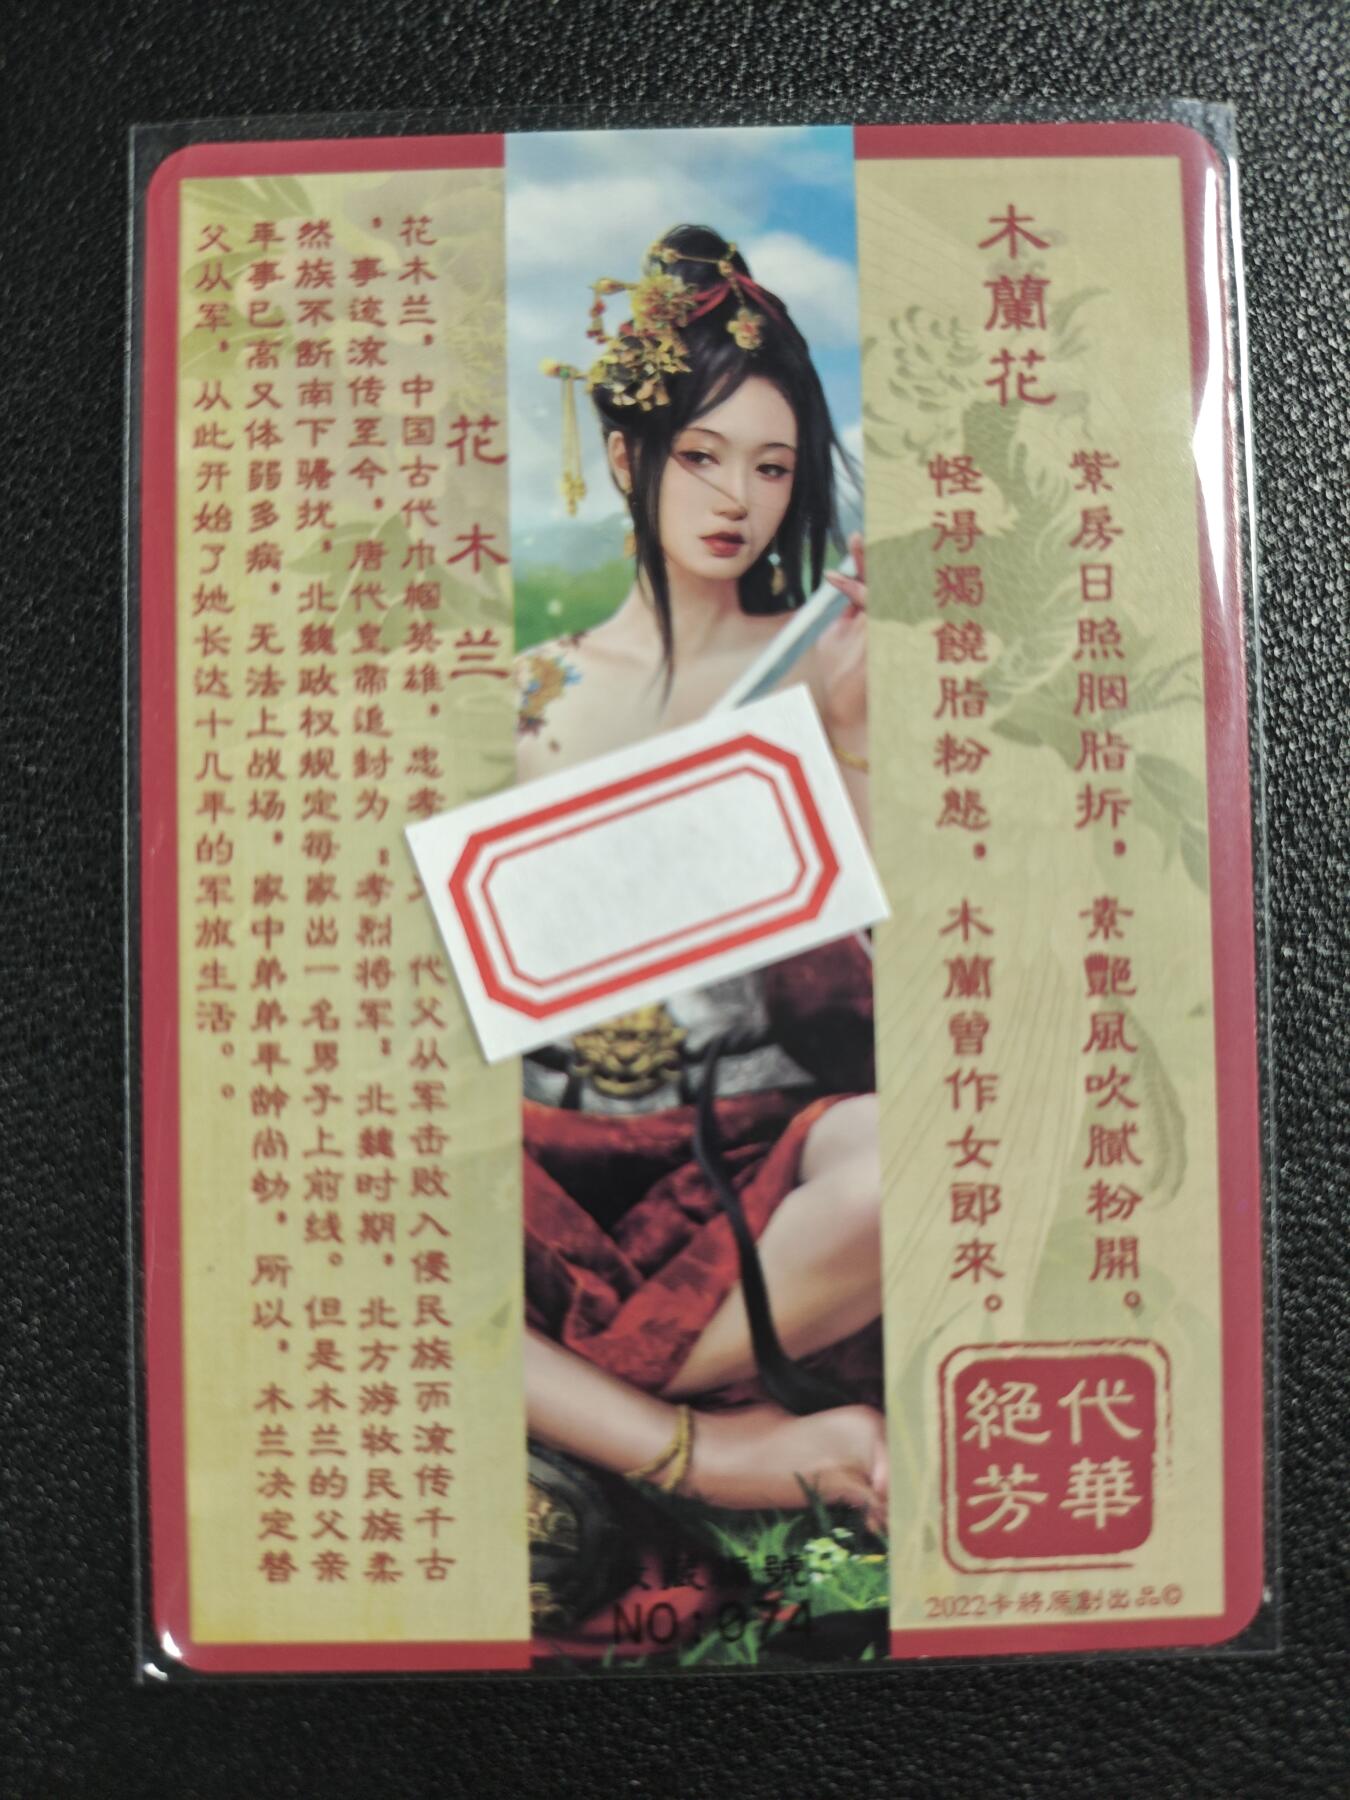 木蘭花
紫房日照胭脂拆，素艷風吹膩粉開。
怪得獨饒脂粉態，木蘭曾作女郎來。
代華
絕芳
2022卡將原創出品©
花木兰
花木兰，中国古代巾帼英雄，忠孝 代父从军击败入侵民族而流传千古
，事迹流传至今，唐代皇帝追封为：孝烈将军；北魏时期，北方游牧民族柔
然族不断南下骚扰，北魏政权规定每家出一名男子上前线。但是木兰的父亲
年事已高又体弱多病，无法上战场，家中弟弟年龄尚幼，所以，木兰决定替
父从军，从此开始了她长达十几年的军旅生活。。
號
NO:074